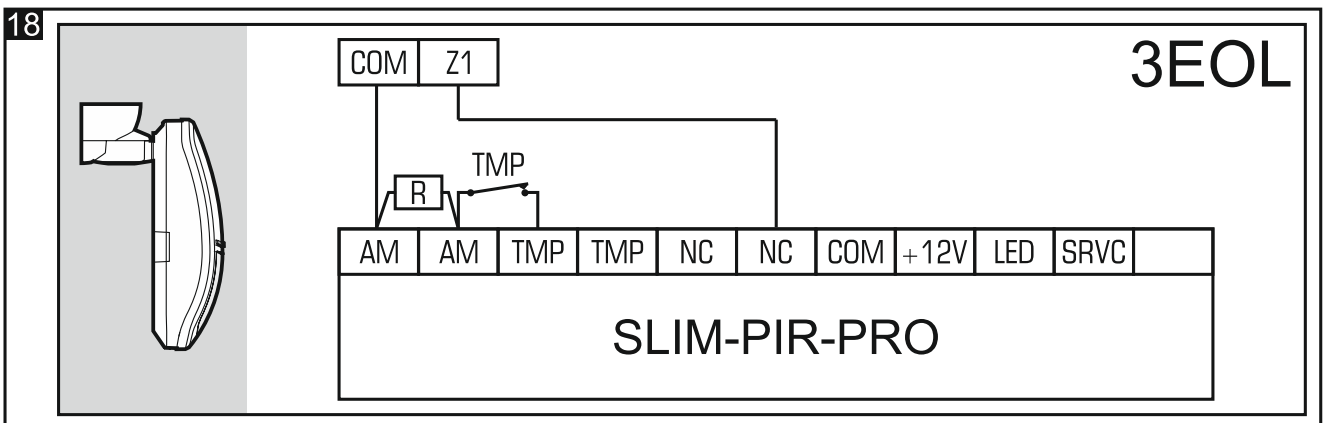 18
3EOL
COM Z1
TMP
R
AM AM TMP TMP NC NC COM +12V LED SRVC
SLIM-PIR-PRO